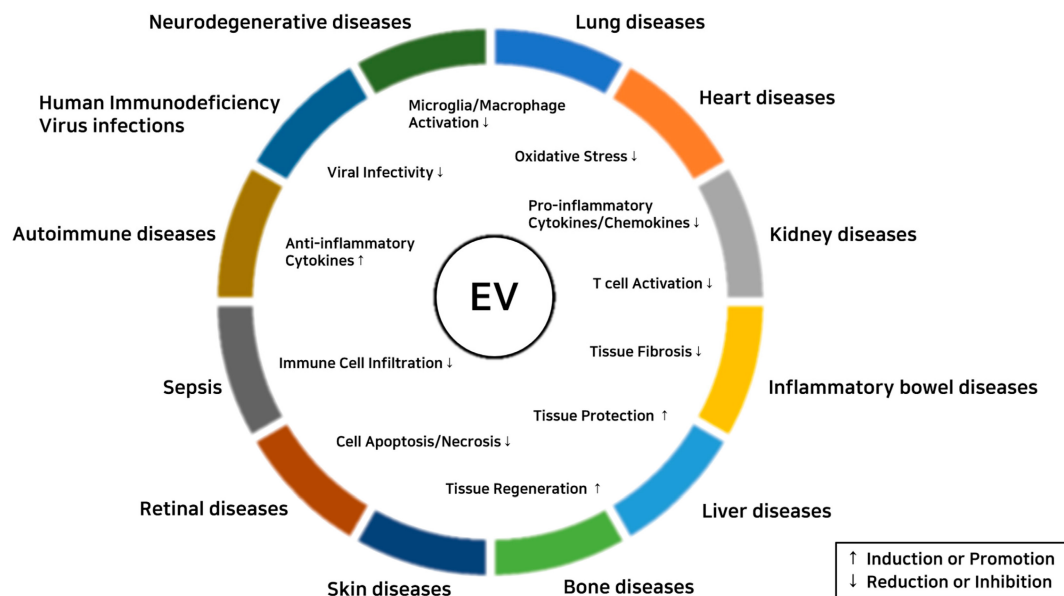 Neurodegenerative diseases
Lung diseases
Human Immunodeficiency
Virus infections
Heart diseases
Microglia/Macrophage
Activation ↓
Oxidative Stress ↓
Viral Infectivity ↓
Pro-inflammatory
Cytokines/Chemokines ↓
Autoimmune diseases
Kidney diseases
Anti-inflammatory
Cytokines ↑
EV
T cell Activation ↓
Immune Cell Infiltration ↓
Tissue Fibrosis ↓
Sepsis
Inflammatory bowel diseases
Tissue Protection ↑
Cell Apoptosis/Necrosis ↓
Tissue Regeneration ↑
Retinal diseases
Liver diseases
Skin diseases
Bone diseases
↑ Induction or Promotion
↓ Reduction or Inhibition